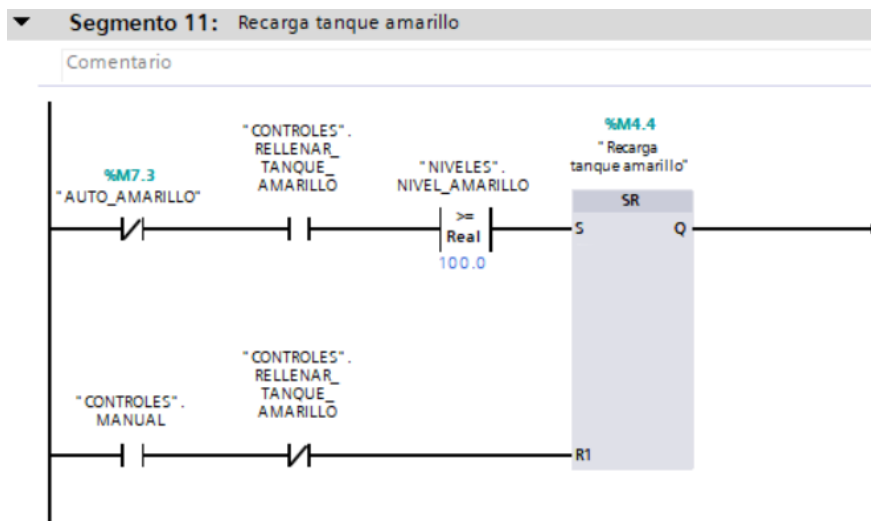 Segmento 11: Recarga tanque amarillo
Comentario
%M7.3
"AUTO_AMARILLO"
"CONTROLES".
RELLENAR_
TANQUE_
AMARILLO
"NIVELES".
NIVEL_AMARILLO
>=
Real
100.0
%M4.4
"Recarga
tanque amarillo"
SR
S
Q
"CONTROLES".
MANUAL
"CONTROLES".
RELLENAR_
TANQUE_
AMARILLO
R1